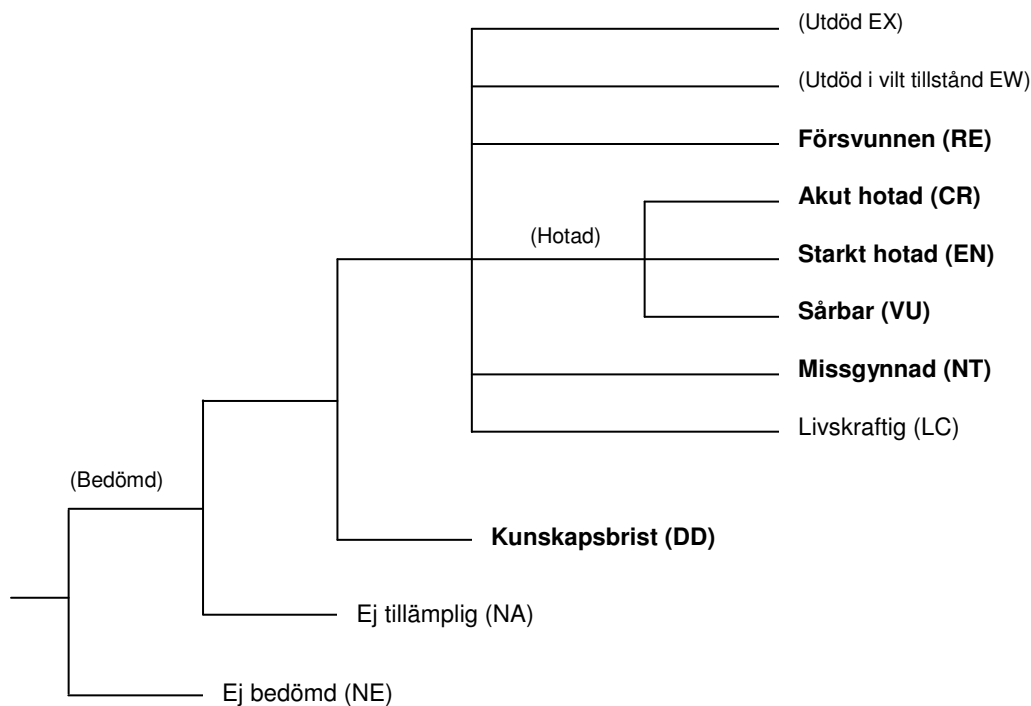 (Utdöd EX)
(Utdöd i vilt tillstånd EW)
Försvunnen (RE)
Akut hotad (CR)
(Hotad)
Starkt hotad (EN)
Sårbar (VU)
Missgynnad (NT)
Livskraftig (LC)
(Bedömd)
Kunskapsbrist (DD)
Ej tillämplig (NA)
Ej bedömd (NE)